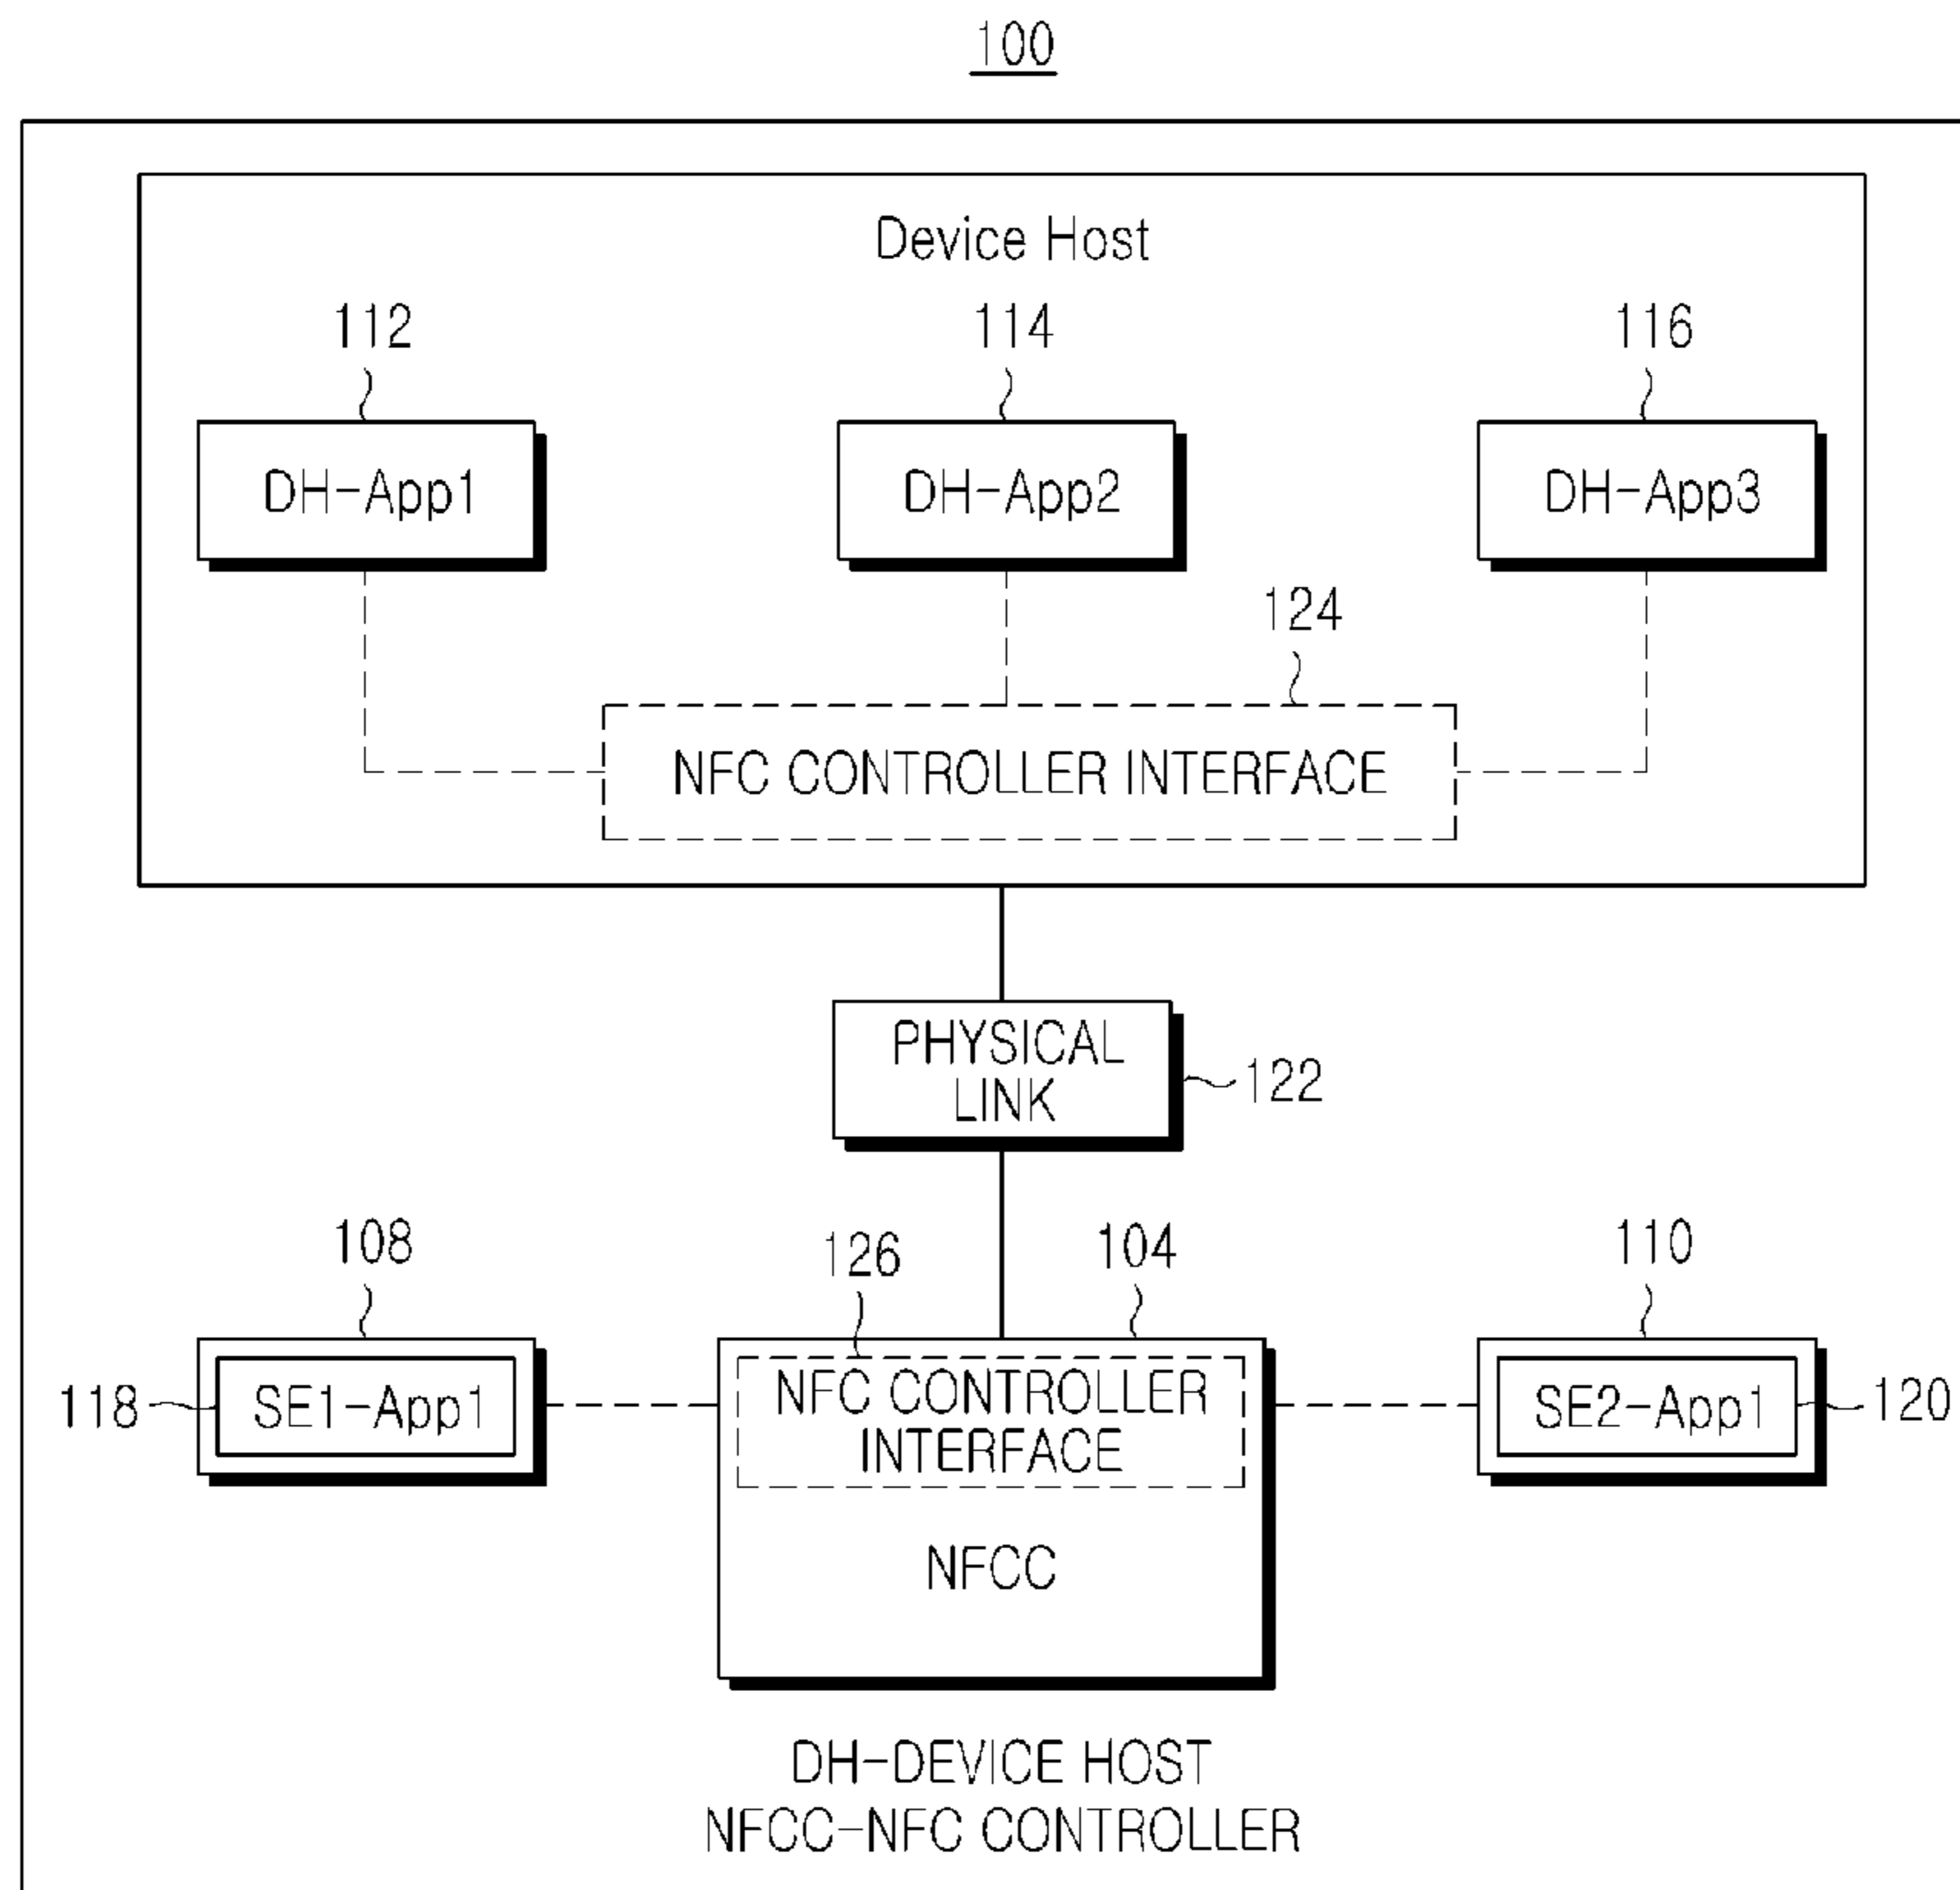 100
Device Host
112
114
116
DH-App1
DH-App2
DH-App3
124
NFC CONTROLLER INTERFACE
PHYSICAL
LINK
122
108
126
104
110
118
SE1-App1
NFC CONTROLLER
INTERFACE
SE2-App1
120
NFCC
DH-DEVICE HOST
NFCC-NFC CONTROLLER